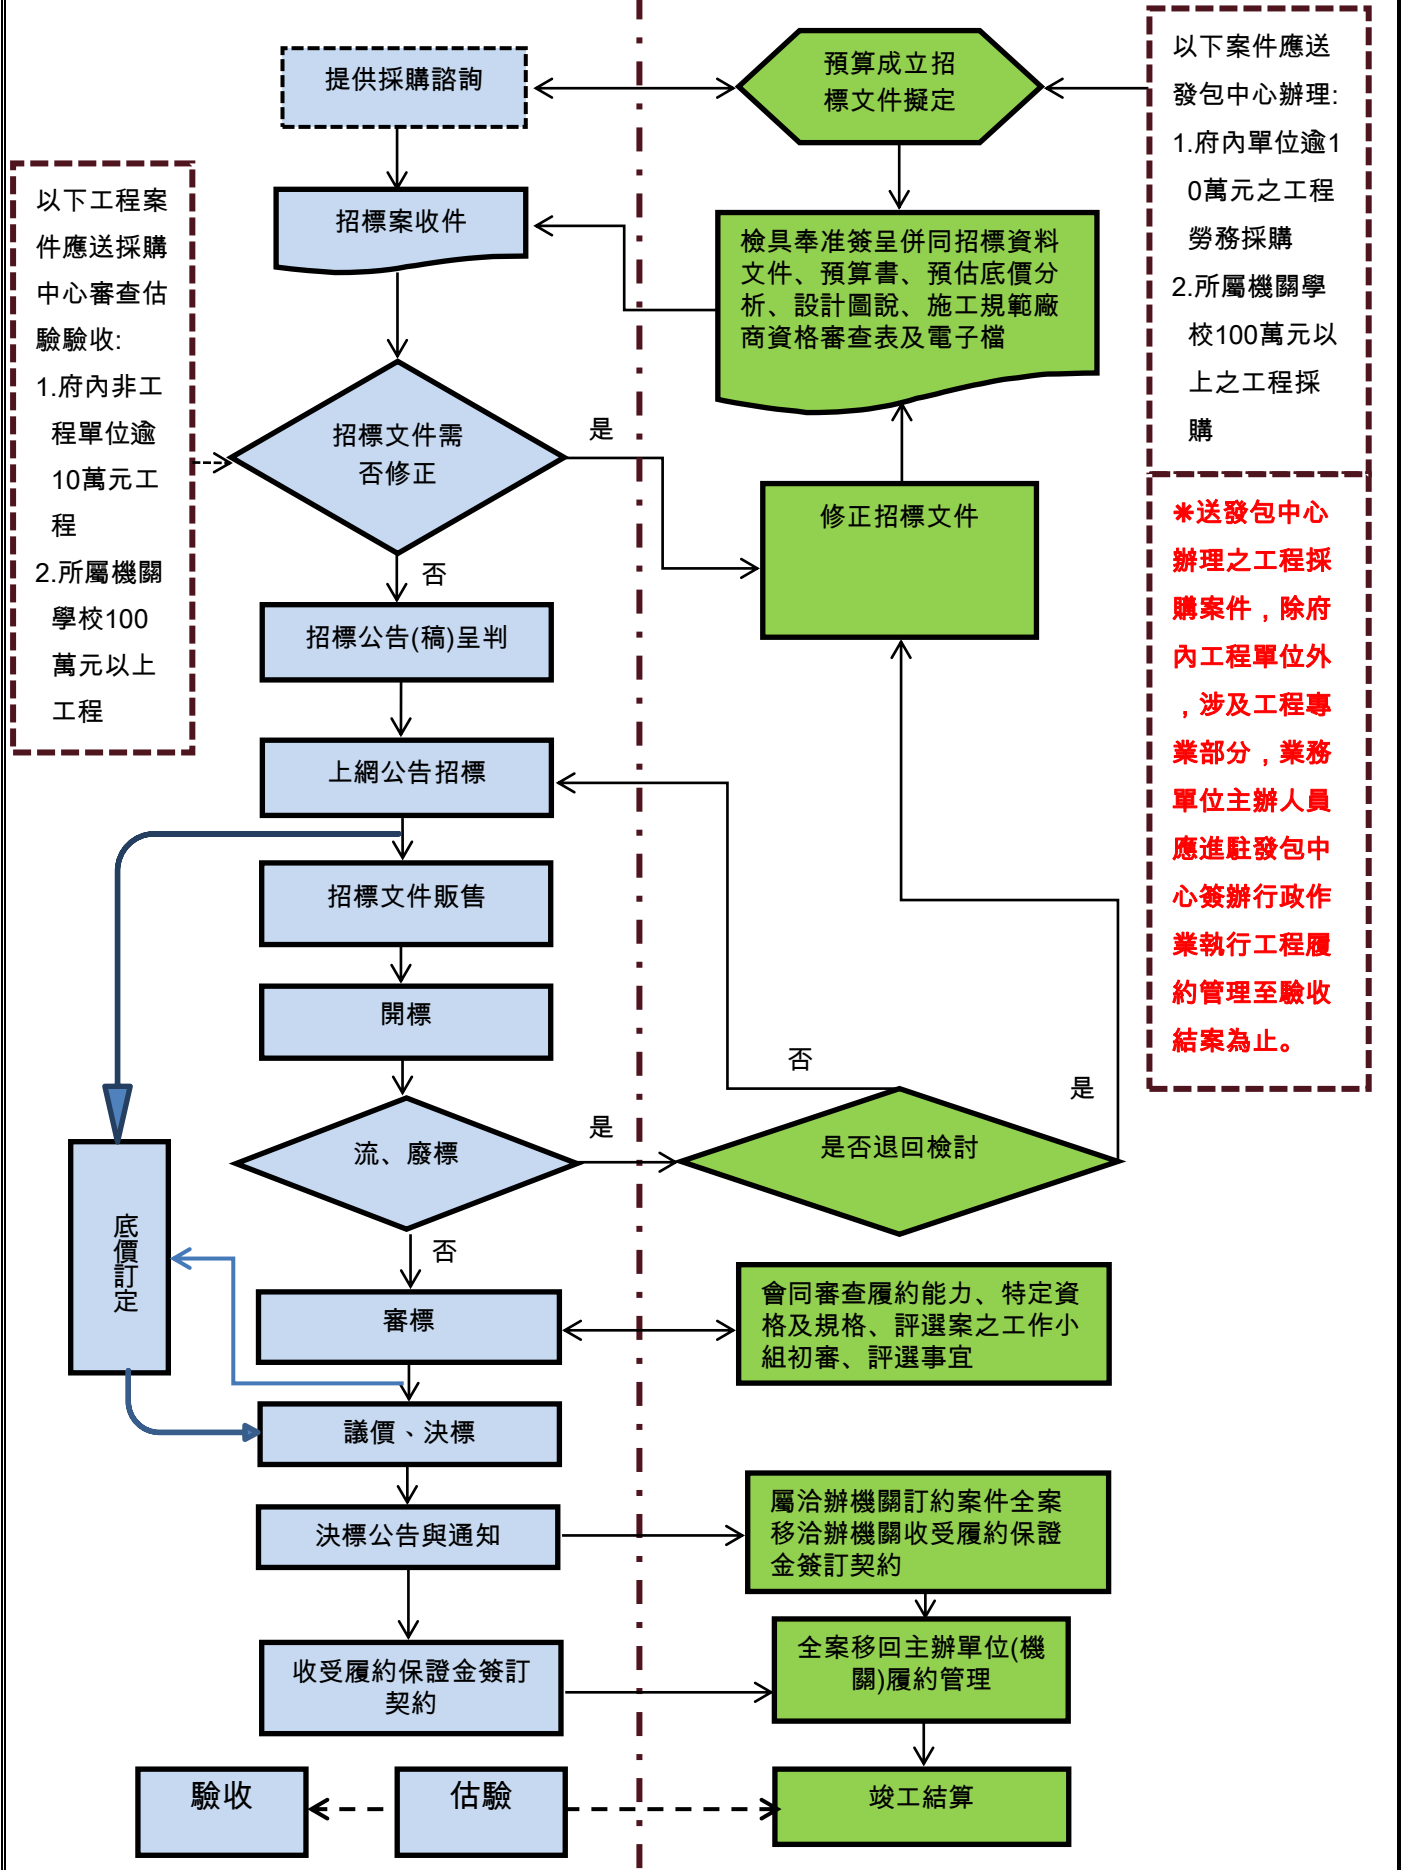 提供採購諮詢
預算成立招
標文件擬定
以下案件應送
發包中心辦理:
1.府內單位逾1
0萬元之工程
勞務採購
2.所屬機關學
校100萬元以
上之工程採
購
以下工程案
件應送採購
中心審查估
驗驗收:
1.府內非工
程單位逾
10萬元工
程
2.所屬機關
學校100
萬元以上
工程
招標案收件
檢具奉准簽呈併同招標資料
文件、預算書、預估底價分
析、設計圖說、施工規範廠
商資格審查表及電子檔
招標文件需
否修正
是
修正招標文件
否
招標公告(稿)呈判
上網公告招標
招標文件販售
開標
＊送發包中心
辦理之工程採
購案件，除府
內工程單位外
，涉及工程專
業部分，業務
單位主辦人員
應進駐發包中
心簽辦行政作
業執行工程履
約管理至驗收
結案為止。
否
是
流、廢標
是
是否退回檢討
底價訂定
否
審標
會同審查履約能力、特定資
格及規格、評選案之工作小
組初審、評選事宜
議價、決標
決標公告與通知
屬洽辦機關訂約案件全案
移洽辦機關收受履約保證
金簽訂契約
收受履約保證金簽訂
契約
全案移回主辦單位(機
關)履約管理
驗收
估驗
竣工結算